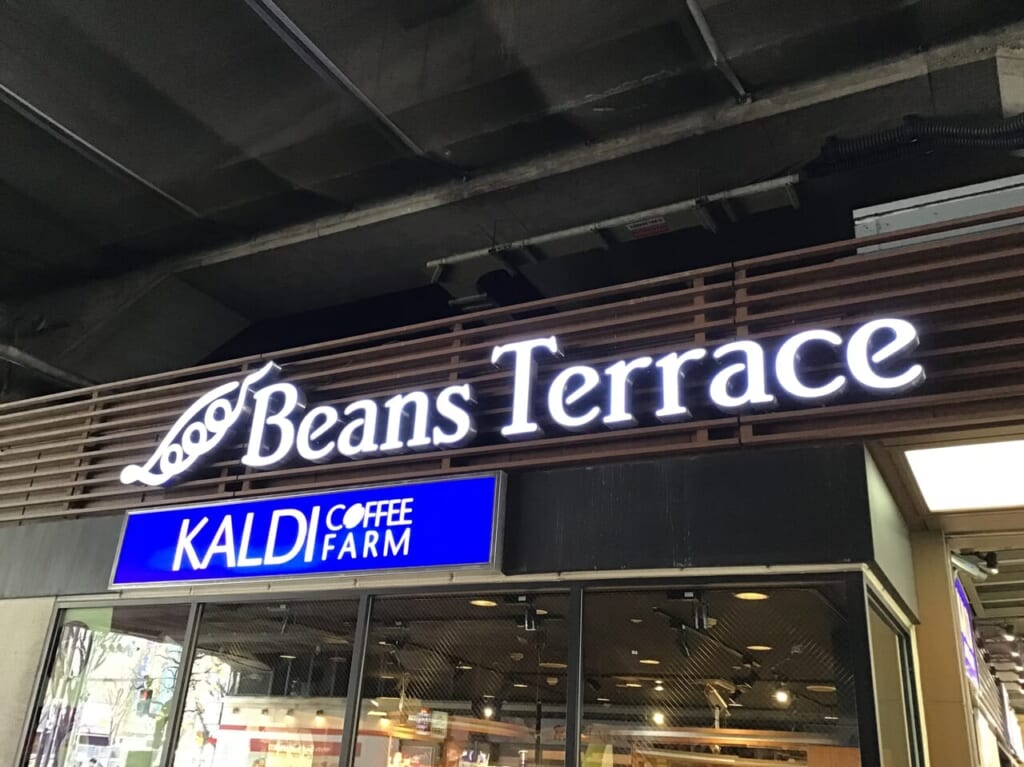 Beans Terrace
KALDI COFFEE
FARM